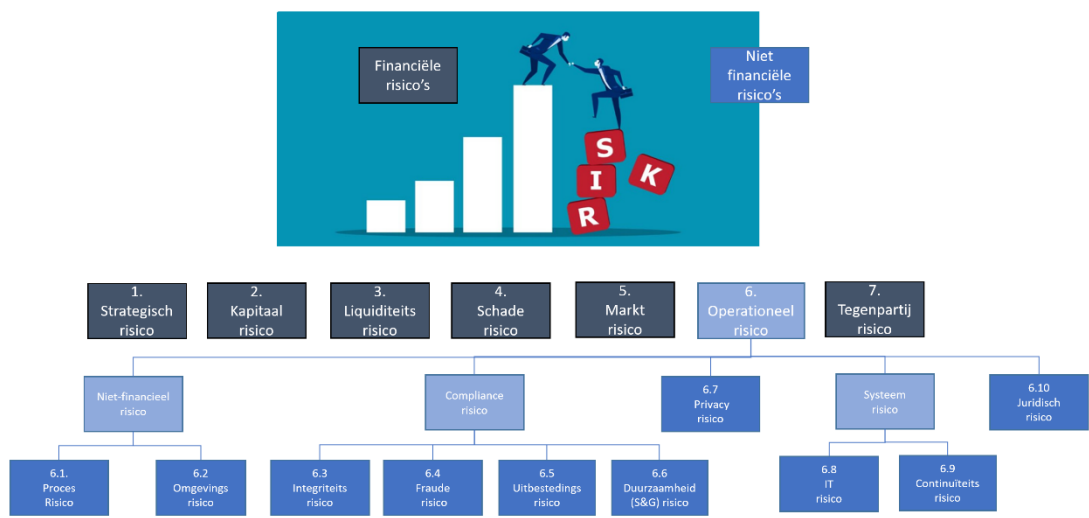 Financiële
risico's
Niet
financiële
risico's
S
I
K
R
1.
Strategisch
risico
2.
Kapitaal
risico
3.
Liquiditeits
risico
4.
Schade
risico
5.
Markt
risico
6.
Operationeel
risico
7.
Tegenpartij
risico
Niet-financieel
risico
Compliance
risico
6.7
Privacy
risico
Systeem
risico
6.10
Juridisch
risico
6.1.
Proces
Risico
6.2
Omgevings
risico
6.3
Integriteits
risico
6.4
Fraude
risico
6.5
Uitbestedings
risico
6.6
Duurzaamheid
(S&G) risico
6.8
IT
risico
6.9
Continuïteits
risico